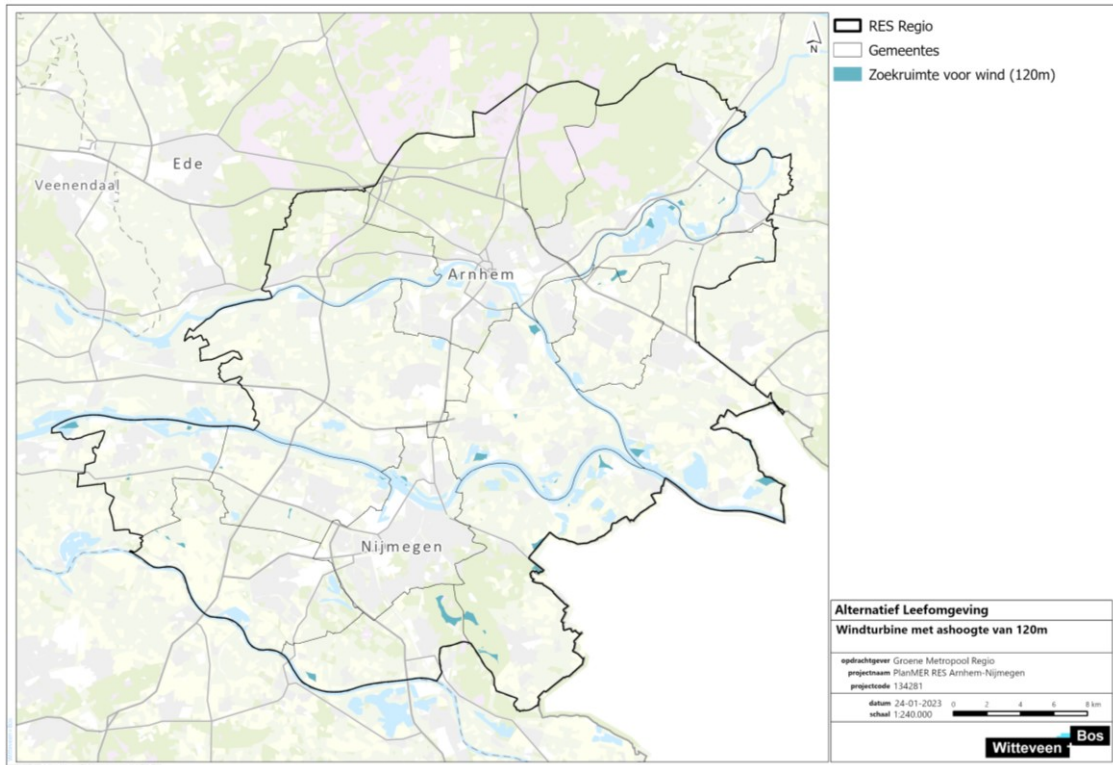 N
Ede
Veenendaal
Arnhem
Nijmegen
RES Regio
Gemeentes
Zoekruimte voor wind (120m)
Alternatief Leefomgeving
Windturbine met ashoogte van 120m
opdrachtgever Groene Metropool Regio
projectnaam PlanMER RES Arnhem-Nijmegen
projectcode 134281
datum 24-01-2023
0 2 4 6 8 km
schaal 1:240.000
Witteveen + Bos